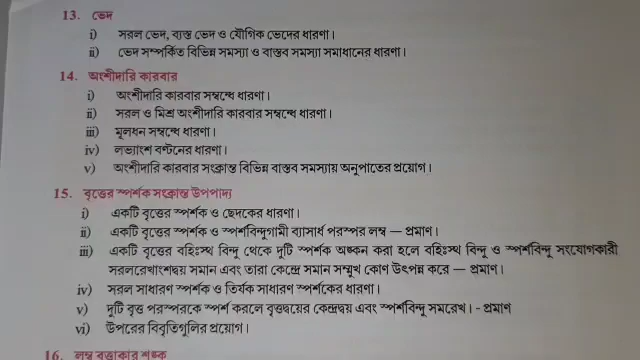 13. ভেদ
i) সরল ভেদ, ব্যস্ত ভেদ ও যৌগিক ভেদের ধারণা।
ii) ভেদ সম্পর্কিত বিভিন্ন সমস্যা ও বাস্তব সমস্যা সমাধানের ধারণা।
14. অংশীদারি কারবার
i) অংশীদারি কারবার সম্বন্ধে ধারণা।
ii) সরল ও মিশ্র অংশীদারি কারবার সম্বন্ধে ধারণা।
iii) মূলধন সম্বন্ধে ধারণা।
iv) লভ্যাংশ বণ্টনের ধারণা।
v) অংশীদারি কারবার সংক্রান্ত বিভিন্ন বাস্তব সমস্যায় অনুপাতের প্রয়োগ।
15. বৃত্তের স্পর্শক সংক্রান্ত উপপাদ্য
i) একটি বৃত্তের স্পর্শক ও ছেদকের ধারণা।
ii) একটি বৃত্তের স্পর্শক ও স্পর্শবিন্দুগামী ব্যাসার্ধ পরস্পর লম্ব — প্রমাণ।
iii) একটি বৃত্তের বহিঃস্থ বিন্দু থেকে দুটি স্পর্শক অঙ্কন করা হলে বহিঃস্থ বিন্দু ও স্পর্শবিন্দু সংযোগকারী
সরলরেখাংশদ্বয় সমান এবং তারা কেন্দ্রে সমান সম্মুখ কোণ উৎপন্ন করে — প্রমাণ।
iv) সরল সাধারণ স্পর্শক ও তির্যক সাধারণ স্পর্শকের ধারণা।
v) দুটি বৃত্ত পরস্পরকে স্পর্শ করলে বৃত্তদ্বয়ের কেন্দ্রদ্বয় এবং স্পর্শবিন্দু সমরেখ। - প্রমাণ
vi) উপরের বিবৃতিগুলির প্রয়োগ।
16. লম্ব বৃত্তাকার শঙ্কু